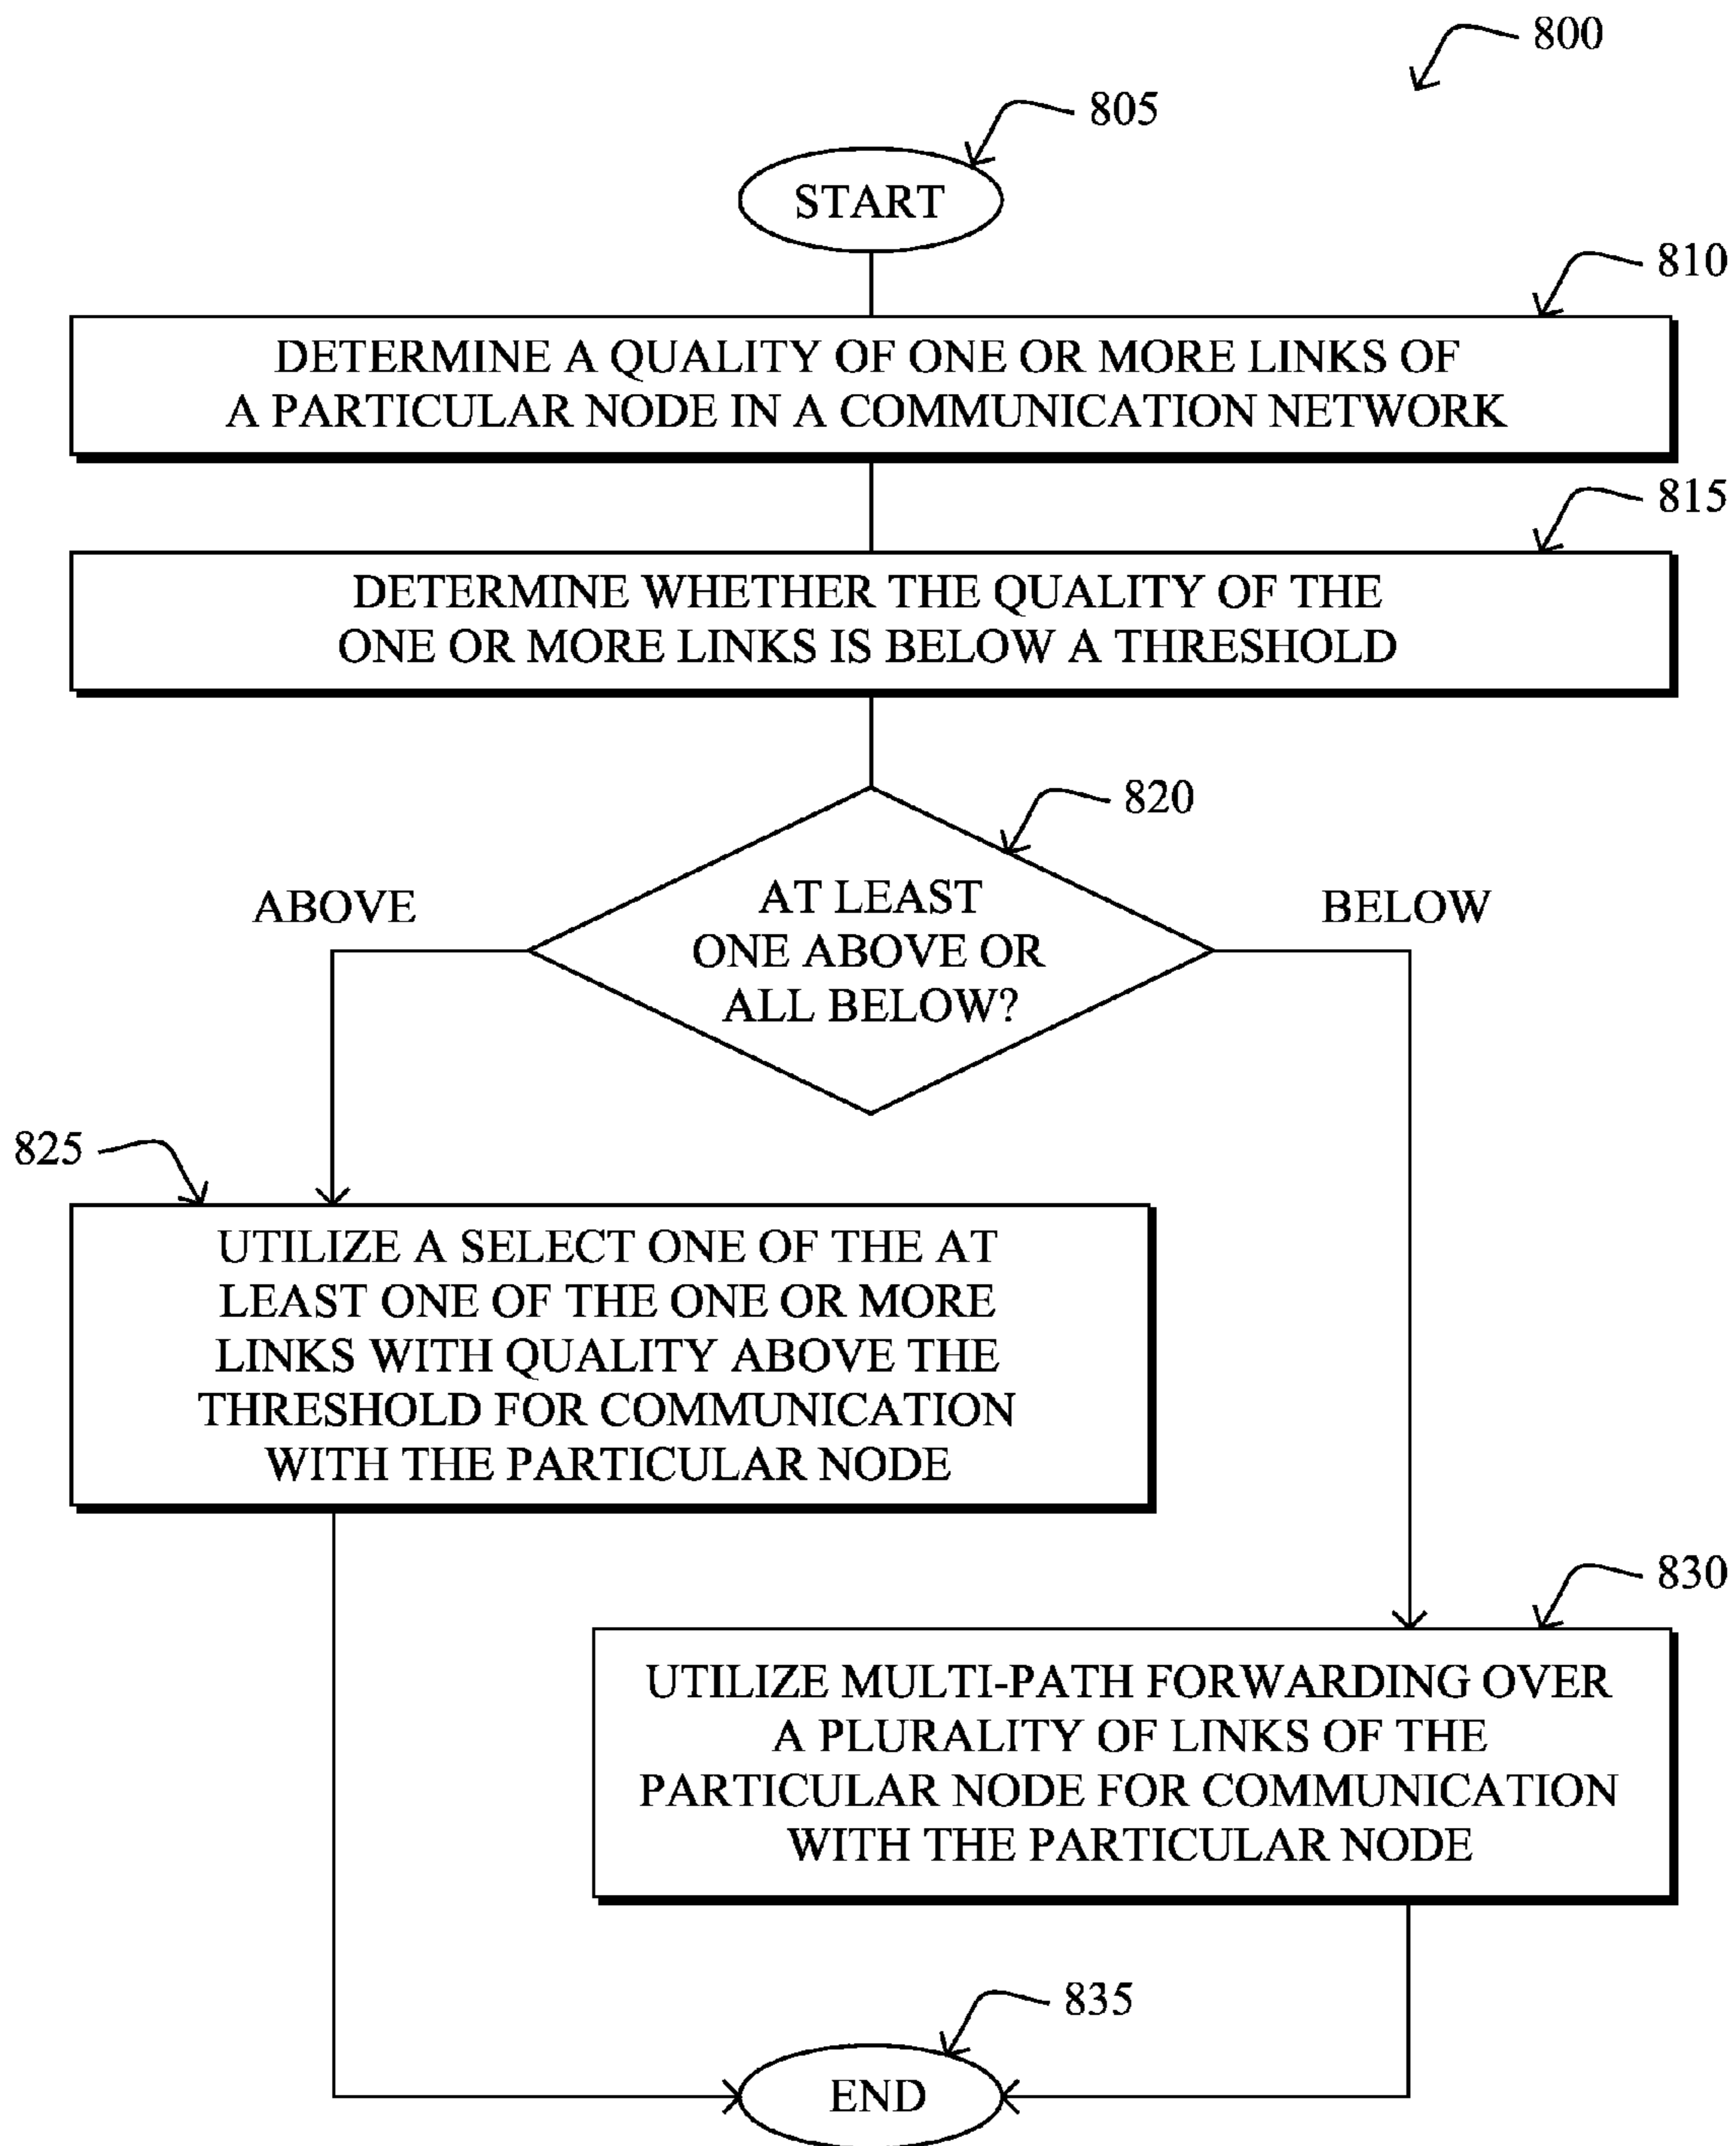 800
805
START
810
DETERMINE A QUALITY OF ONE OR MORE LINKS OF
A PARTICULAR NODE IN A COMMUNICATION NETWORK
815
DETERMINE WHETHER THE QUALITY OF THE
ONE OR MORE LINKS IS BELOW A THRESHOLD
820
AT LEAST
ONE ABOVE OR
ALL BELOW?
ABOVE
BELOW
825
UTILIZE A SELECT ONE OF THE AT
LEAST ONE OF THE ONE OR MORE
LINKS WITH QUALITY ABOVE THE
THRESHOLD FOR COMMUNICATION
WITH THE PARTICULAR NODE
830
UTILIZE MULTI-PATH FORWARDING OVER
A PLURALITY OF LINKS OF THE
PARTICULAR NODE FOR COMMUNICATION
WITH THE PARTICULAR NODE
835
END